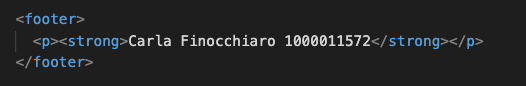 <footer>
<p><strong>Carla Finocchiaro 1000011572</strong></p>
</footer>